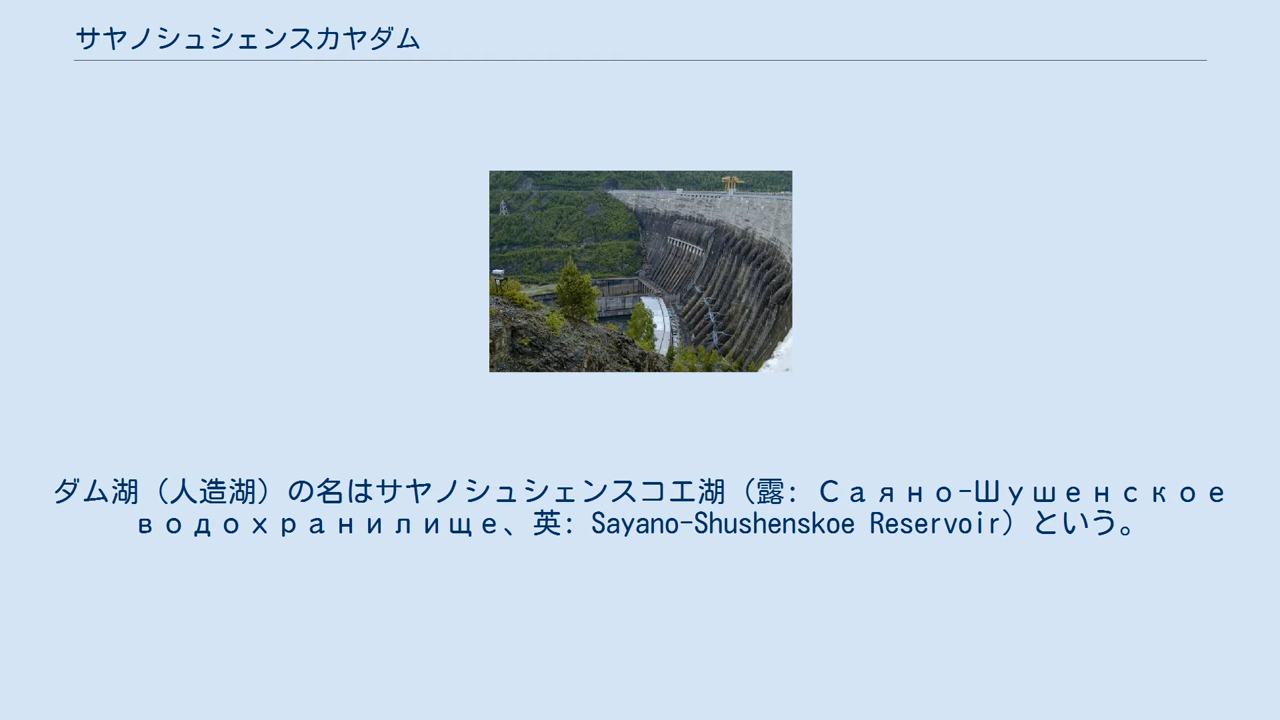 サヤノシュシェンスカヤダム
ダム湖（人造湖）の名はサヤノシュシェンスコエ湖（露: Саяно-Шушенское
водохранилище、英: Sayano-Shushenskoe Reservoir）という。